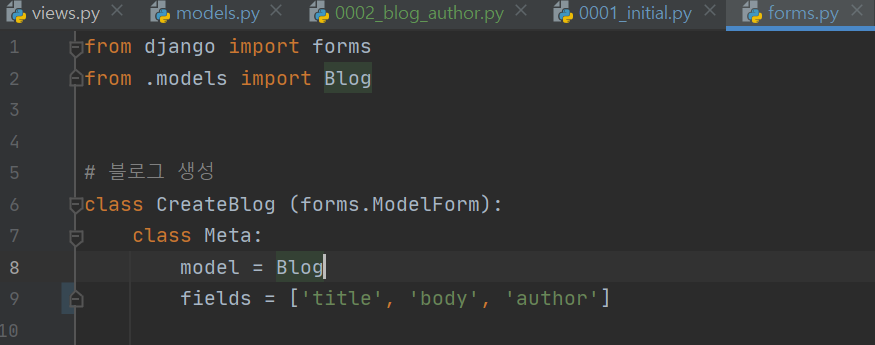 views.py models.py 0002_blog_author.py 0001_initial.py forms.py
1 from django import forms
2 from .models import Blog
3
4
5 # 블로그 생성
6 class CreateBlog (forms.ModelForm):
7     class Meta:
8         model = Blog
9         fields = ['title', 'body', 'author']
10